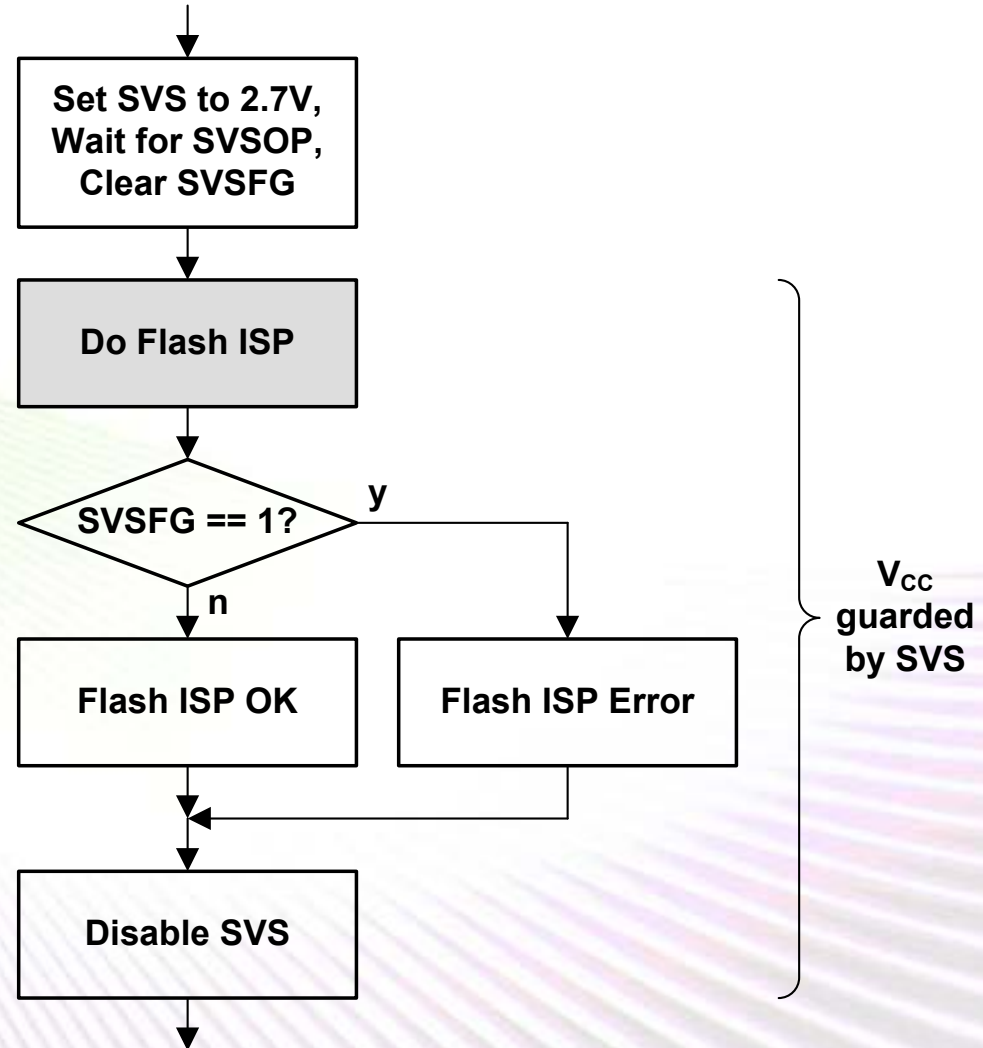 Set SVS to 2.7V,
Wait for SVSOP,
Clear SVSFG
Do Flash ISP
SVSFG == 1?
y
n
Flash ISP OK
Flash ISP Error
Disable SVS
VCC
guarded
by SVS